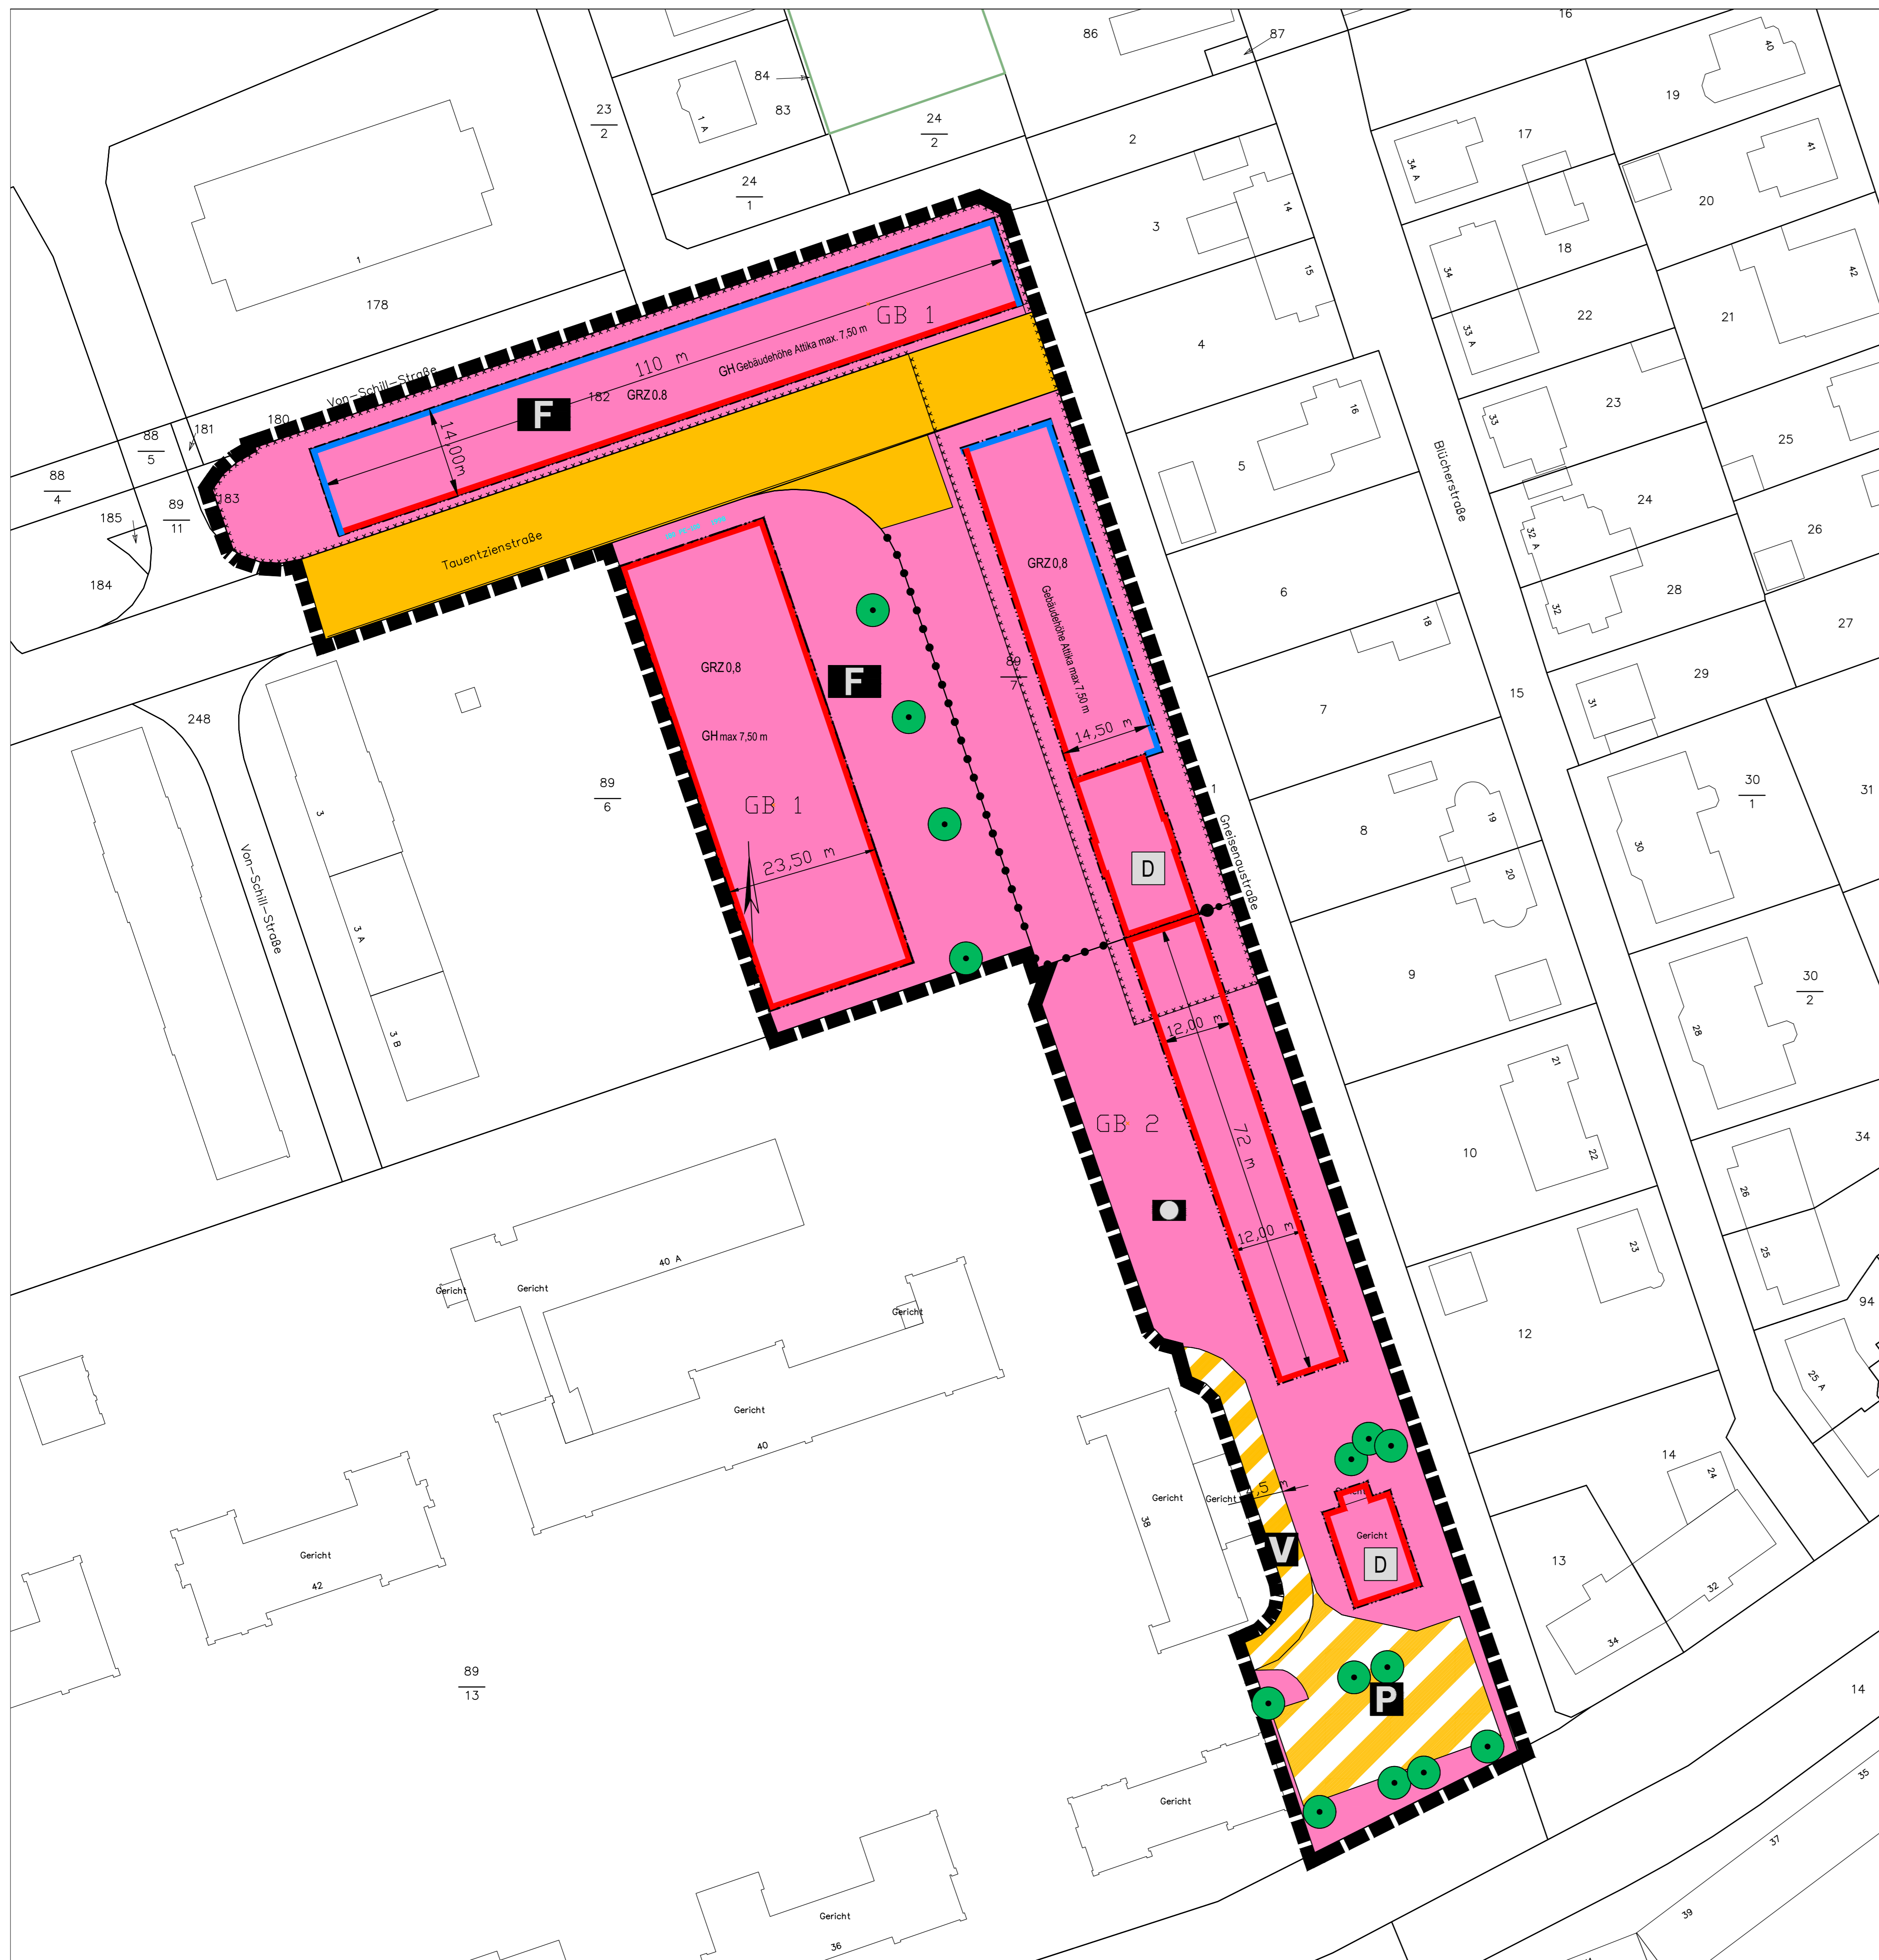 16
86
87
40
84
83
1 A
23
2
24
2
24
1
2
17
19
34 A
41
20
18
3
14
15
34
42
1
178
GB 1
4
22
21
33 A
Von-Schill-Straße
110 m
GH Gebäudehöhe Attika max. 7,50 m
182
GRZ 0.8
F
14,00m
180
181
88
5
88
4
183
89
11
185
184
16
5
33
23
25
Blücherstraße
24
26
32 A
Tauentzienstraße
GRZ 0,8
Gebäudehöhe Attika max 7,50 m
6
18
28
32
27
GRZ 0,8
F
89
7
29
248
31
15
7
GH max 7,50 m
14,50 m
89
6
GB 1
1
30
1
31
3
8
19
30
Von-Schill-Straße
23,50 m
D
Gneisenaustraße
20
3 A
9
30
2
3 B
12,00 m
28
21
GB 2
72 m
10
22
34
26
25
12,00 m
23
40 A
Gericht
Gericht
Gericht
12
94
25 A
Gericht
40
14
24
Gericht
Gericht
38
Gericht
D
V
13
32
34
Gericht
42
89
13
P
14
Gericht
35
37
39
Gericht
36